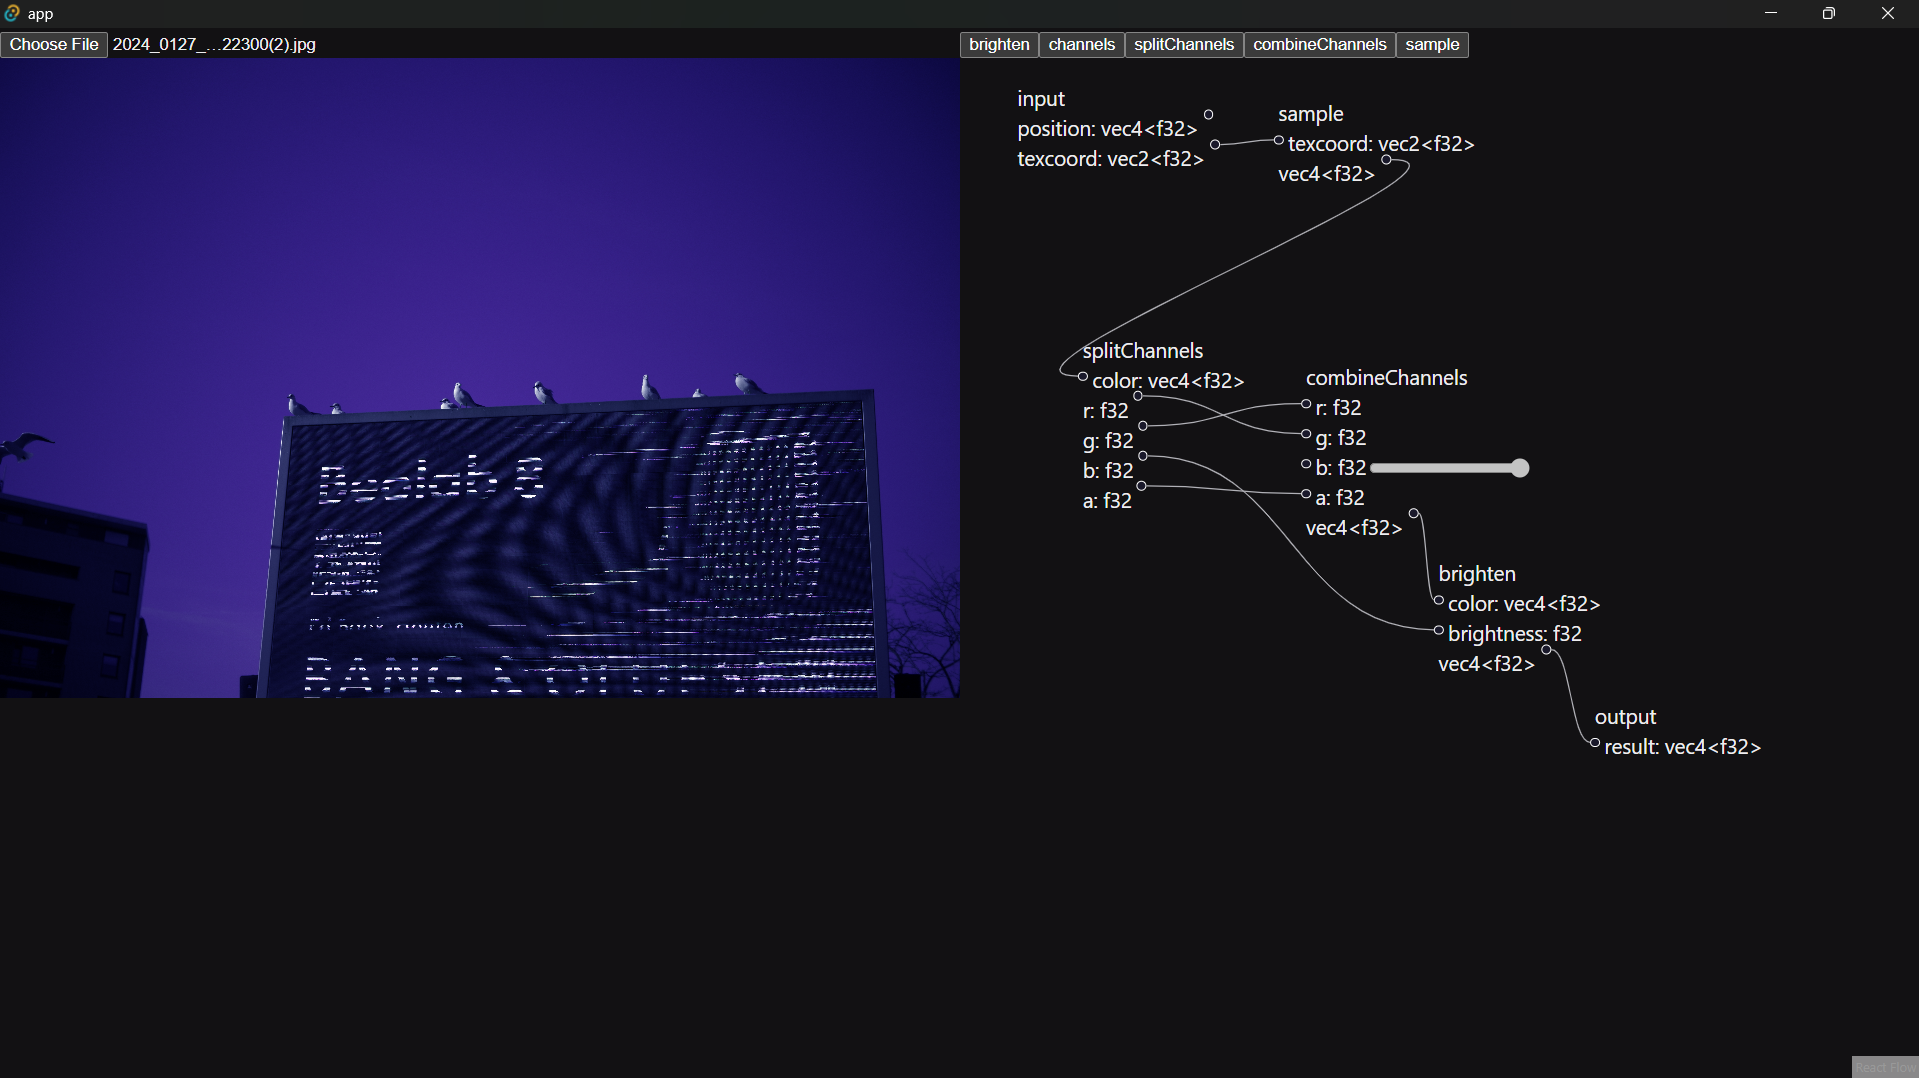 app
Choose File 2024_0127_...22300(2).jpg
brighten channels splitChannels combineChannels sample
input
position: vec4<f32>
texcoord: vec2<f32>
sample
texcoord: vec2<f32>
vec4<f32>
splitChannels
color: vec4<f32>
r: f32
g: f32
b: f32
a: f32
combineChannels
r: f32
g: f32
b: f32
a: f32
vec4<f32>
brighten
color: vec4<f32>
brightness: f32
vec4<f32>
output
result: vec4<f32>
React Flow